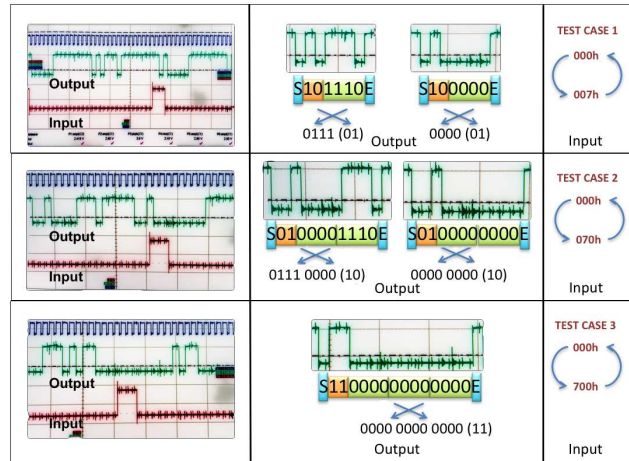 Output
Input
S101110E
S100000E
0111 (01)
0000 (01)
Output
TEST CASE 1
000h
007h
Input
Output
Input
S0100001110E
S0100000000E
0111 0000 (10)
0000 0000 (10)
Output
TEST CASE 2
000h
070h
Input
Output
Input
S11000000000000E
0000 0000 0000 (11)
Output
TEST CASE 3
000h
700h
Input